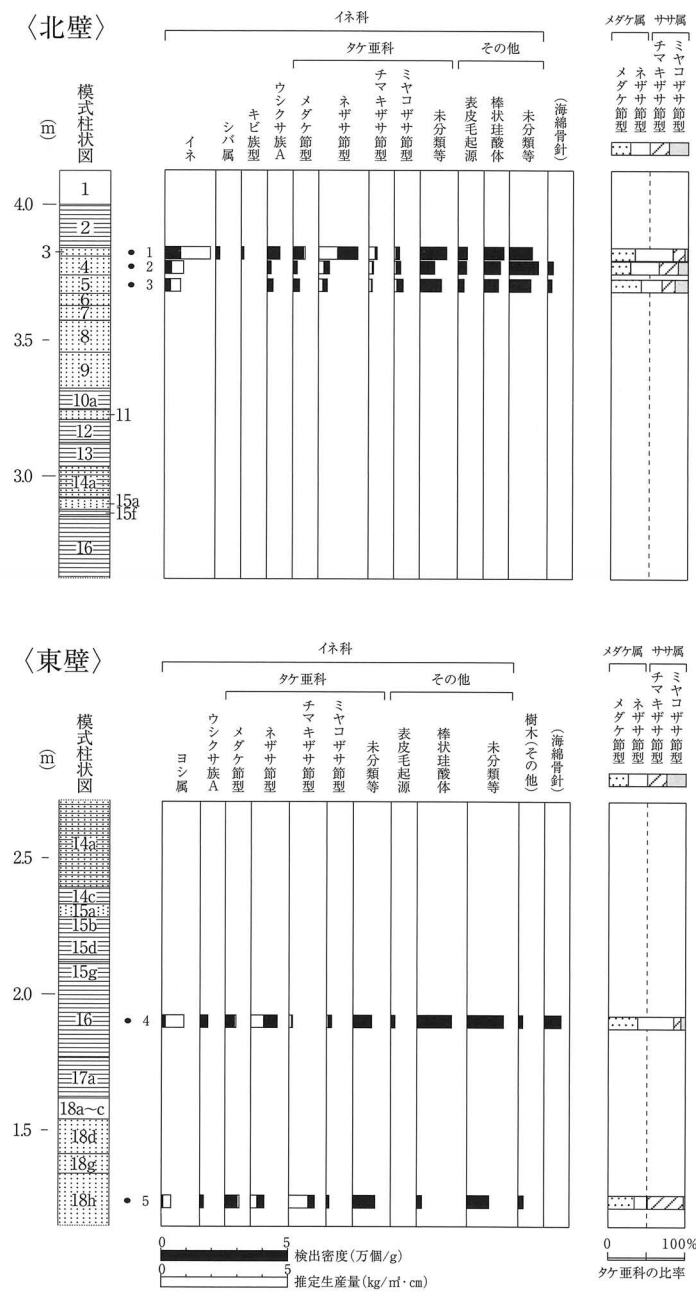 〈北壁〉
イネ科
タケ亜科
その他
メダケ属
ササ属
(m)
模式柱状図
イネ
シバ属
キビ族型
ウシクサ族A
メダケ節型
ネザサ節型
チマキザサ節型
ミヤコザサ節型
未分類等
表皮毛起源
棒状珪酸体
未分類等
(海綿骨針)
メダケ節型
ネザサ節型
チマキザサ節型
ミヤコザサ節型
1
4.0
2
3
1
4
2
5
3
6
7
3.5
8
9
10a
11
12
13
3.0
14a
15a
15f
16
〈東壁〉
イネ科
タケ亜科
その他
メダケ属
ササ属
(m)
模式柱状図
ヨシ属
ウシクサ族A
メダケ節型
ネザサ節型
チマキザサ節型
ミヤコザサ節型
未分類等
表皮毛起源
棒状珪酸体
未分類等
樹木(その他)
(海綿骨針)
メダケ節型
ネザサ節型
チマキザサ節型
ミヤコザサ節型
14a
2.5
14c
15a
15b
15d
15g
2.0
16
4
17a
18a~c
1.5
18d
18g
18h
5
0 5
検出密度(万個/g)
0 5
推定生産量(kg/㎡・cm)
0 100%
タケ亜科の比率